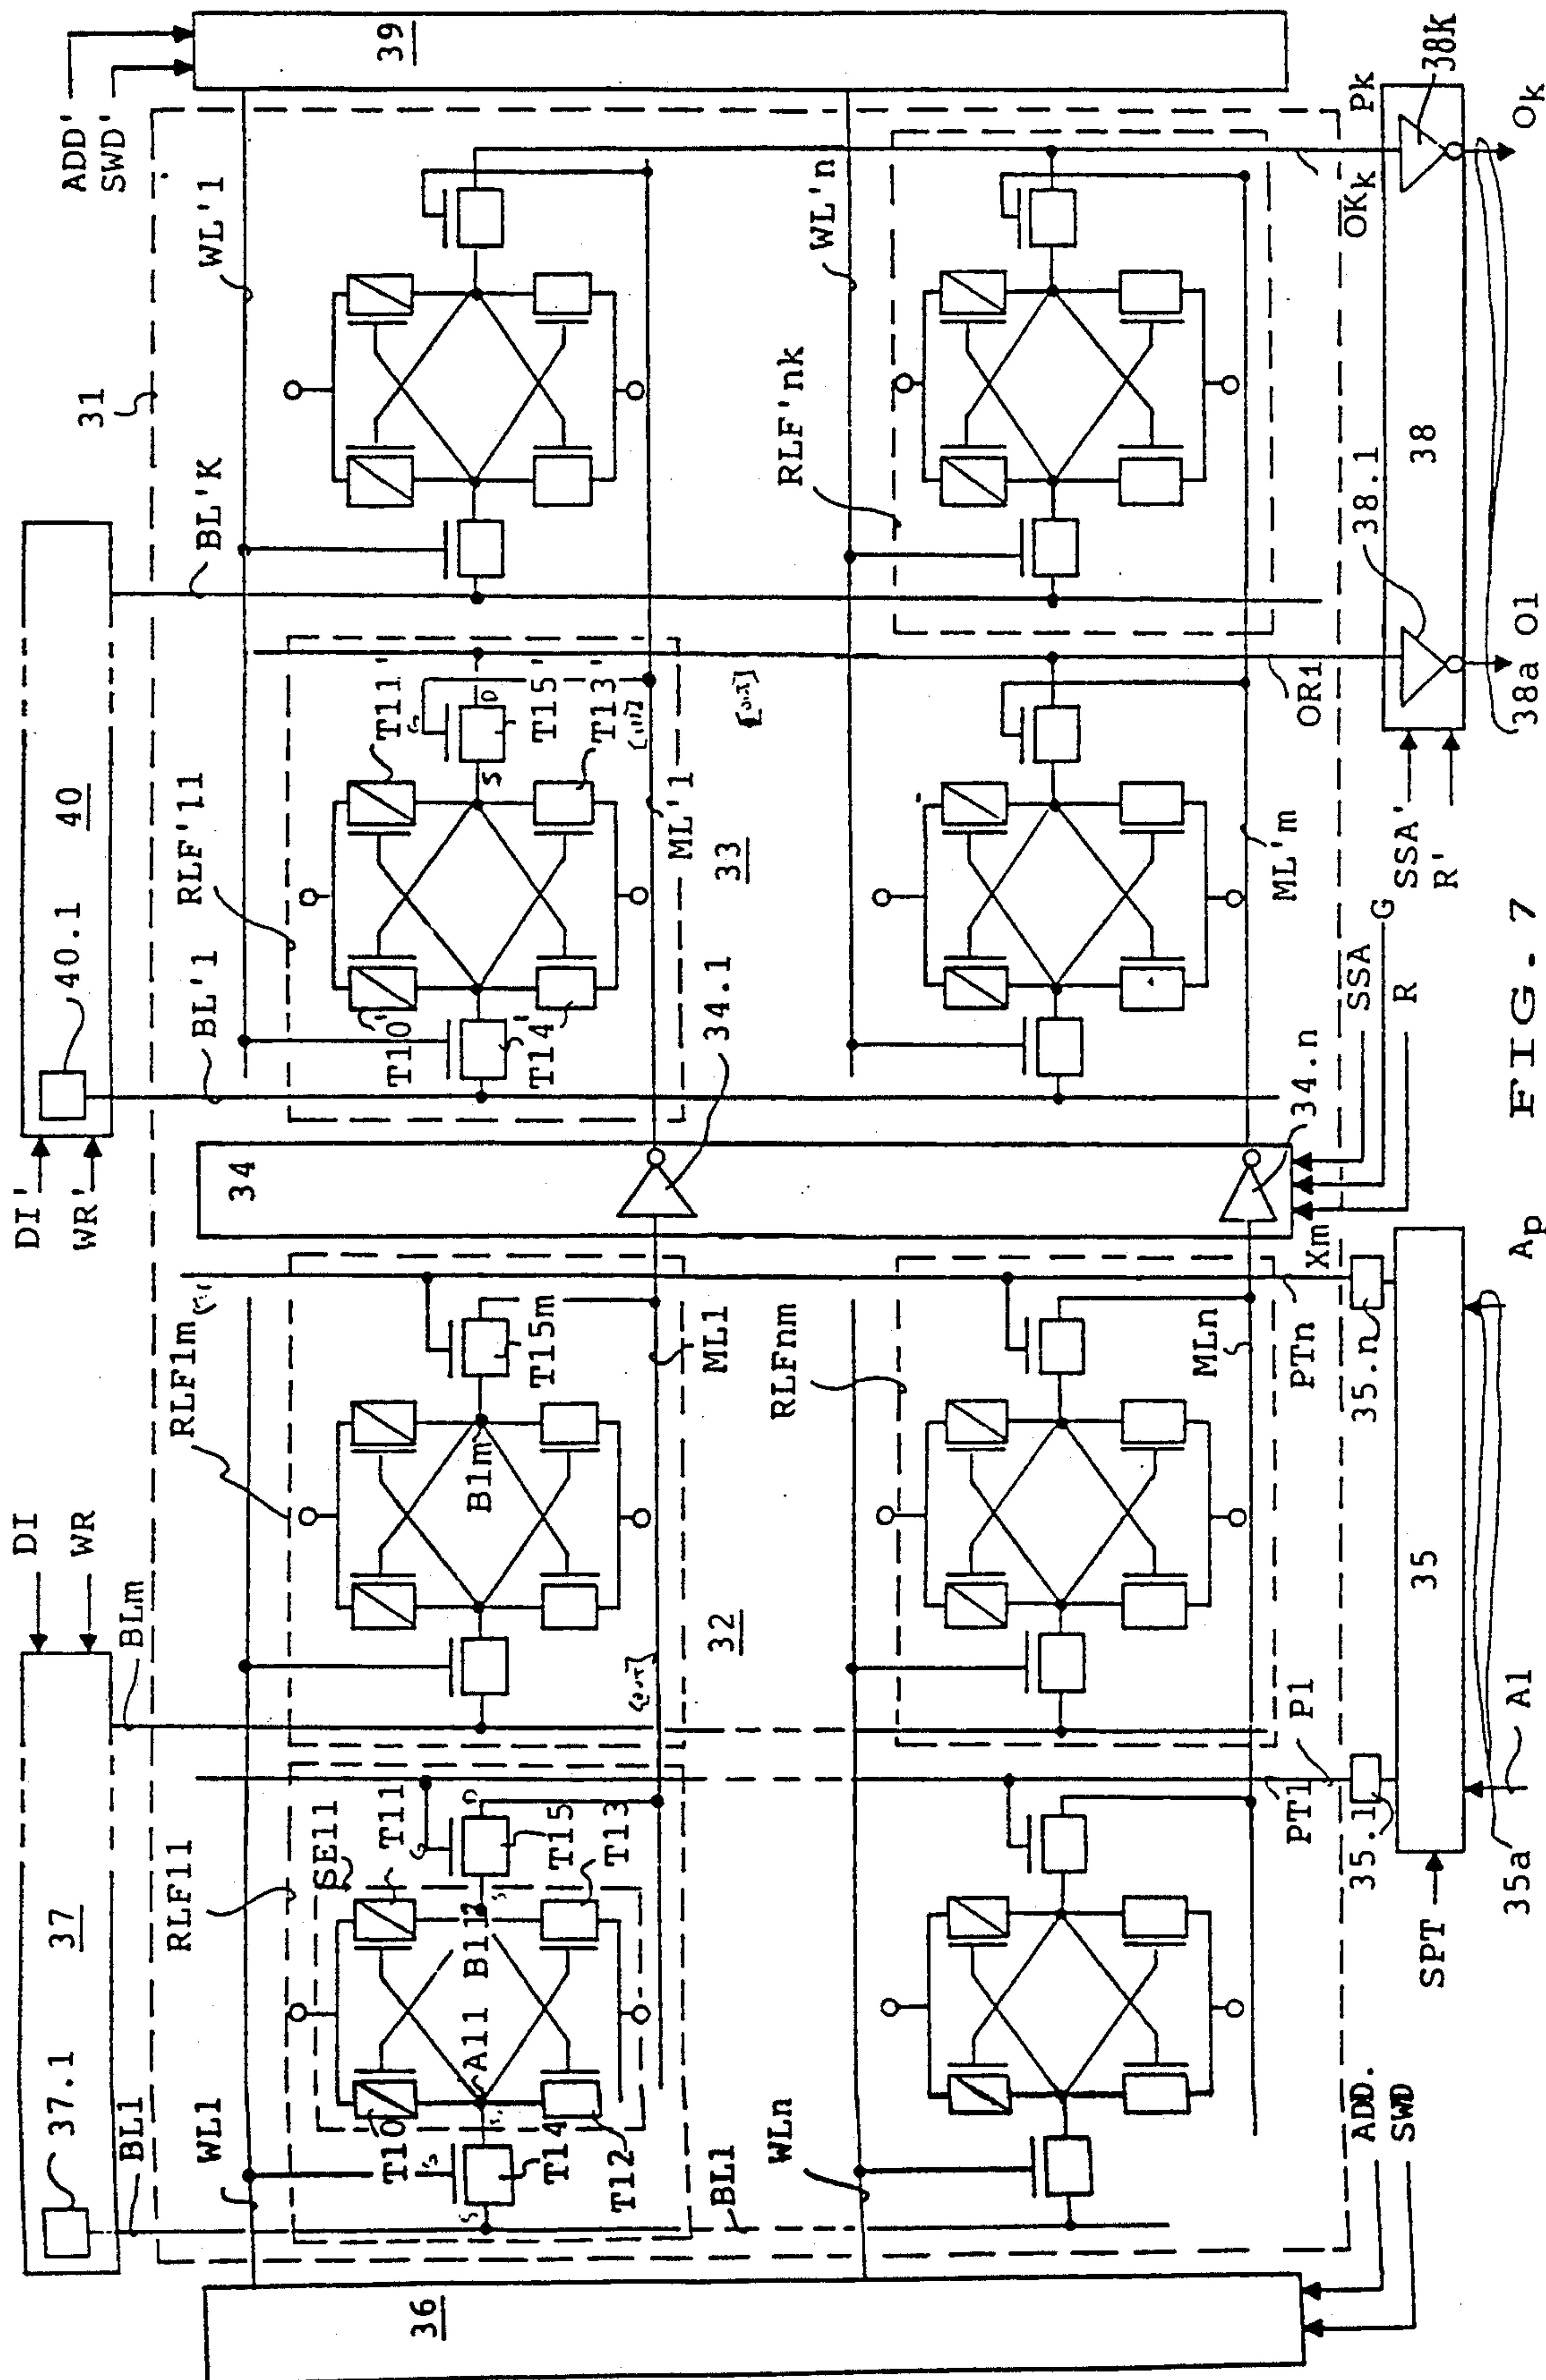 DI
WR
DI'
WR'
ADD'
SWD'
37
37.1
40
40.1
BL1
BLm
BL'1
BL'K
31
36
WL1
RLF11
SE11
T11
T10
A11
B11
T14
T12
T15
T13
G
D
S
RLF1m
B1m
T15m
ML1
32
34
34.1
RLF'11
T11'
T10'
T14'
T15'
T13'
G
D
S
ML'1
33
WL'1
39
BL1
WLn
RLFnm
MLn
34.n
RLF'nk
WL'n
ML'm
OR1
OKk
Pk
PT1
P1
PTn
Xm
35.1
35.n
35
35a
A1
Ap
SPT
ADD.
SWD
SSA
G
R
SSA'
R'
38
38.1
38K
38a
O1
Ok
FIG. 7